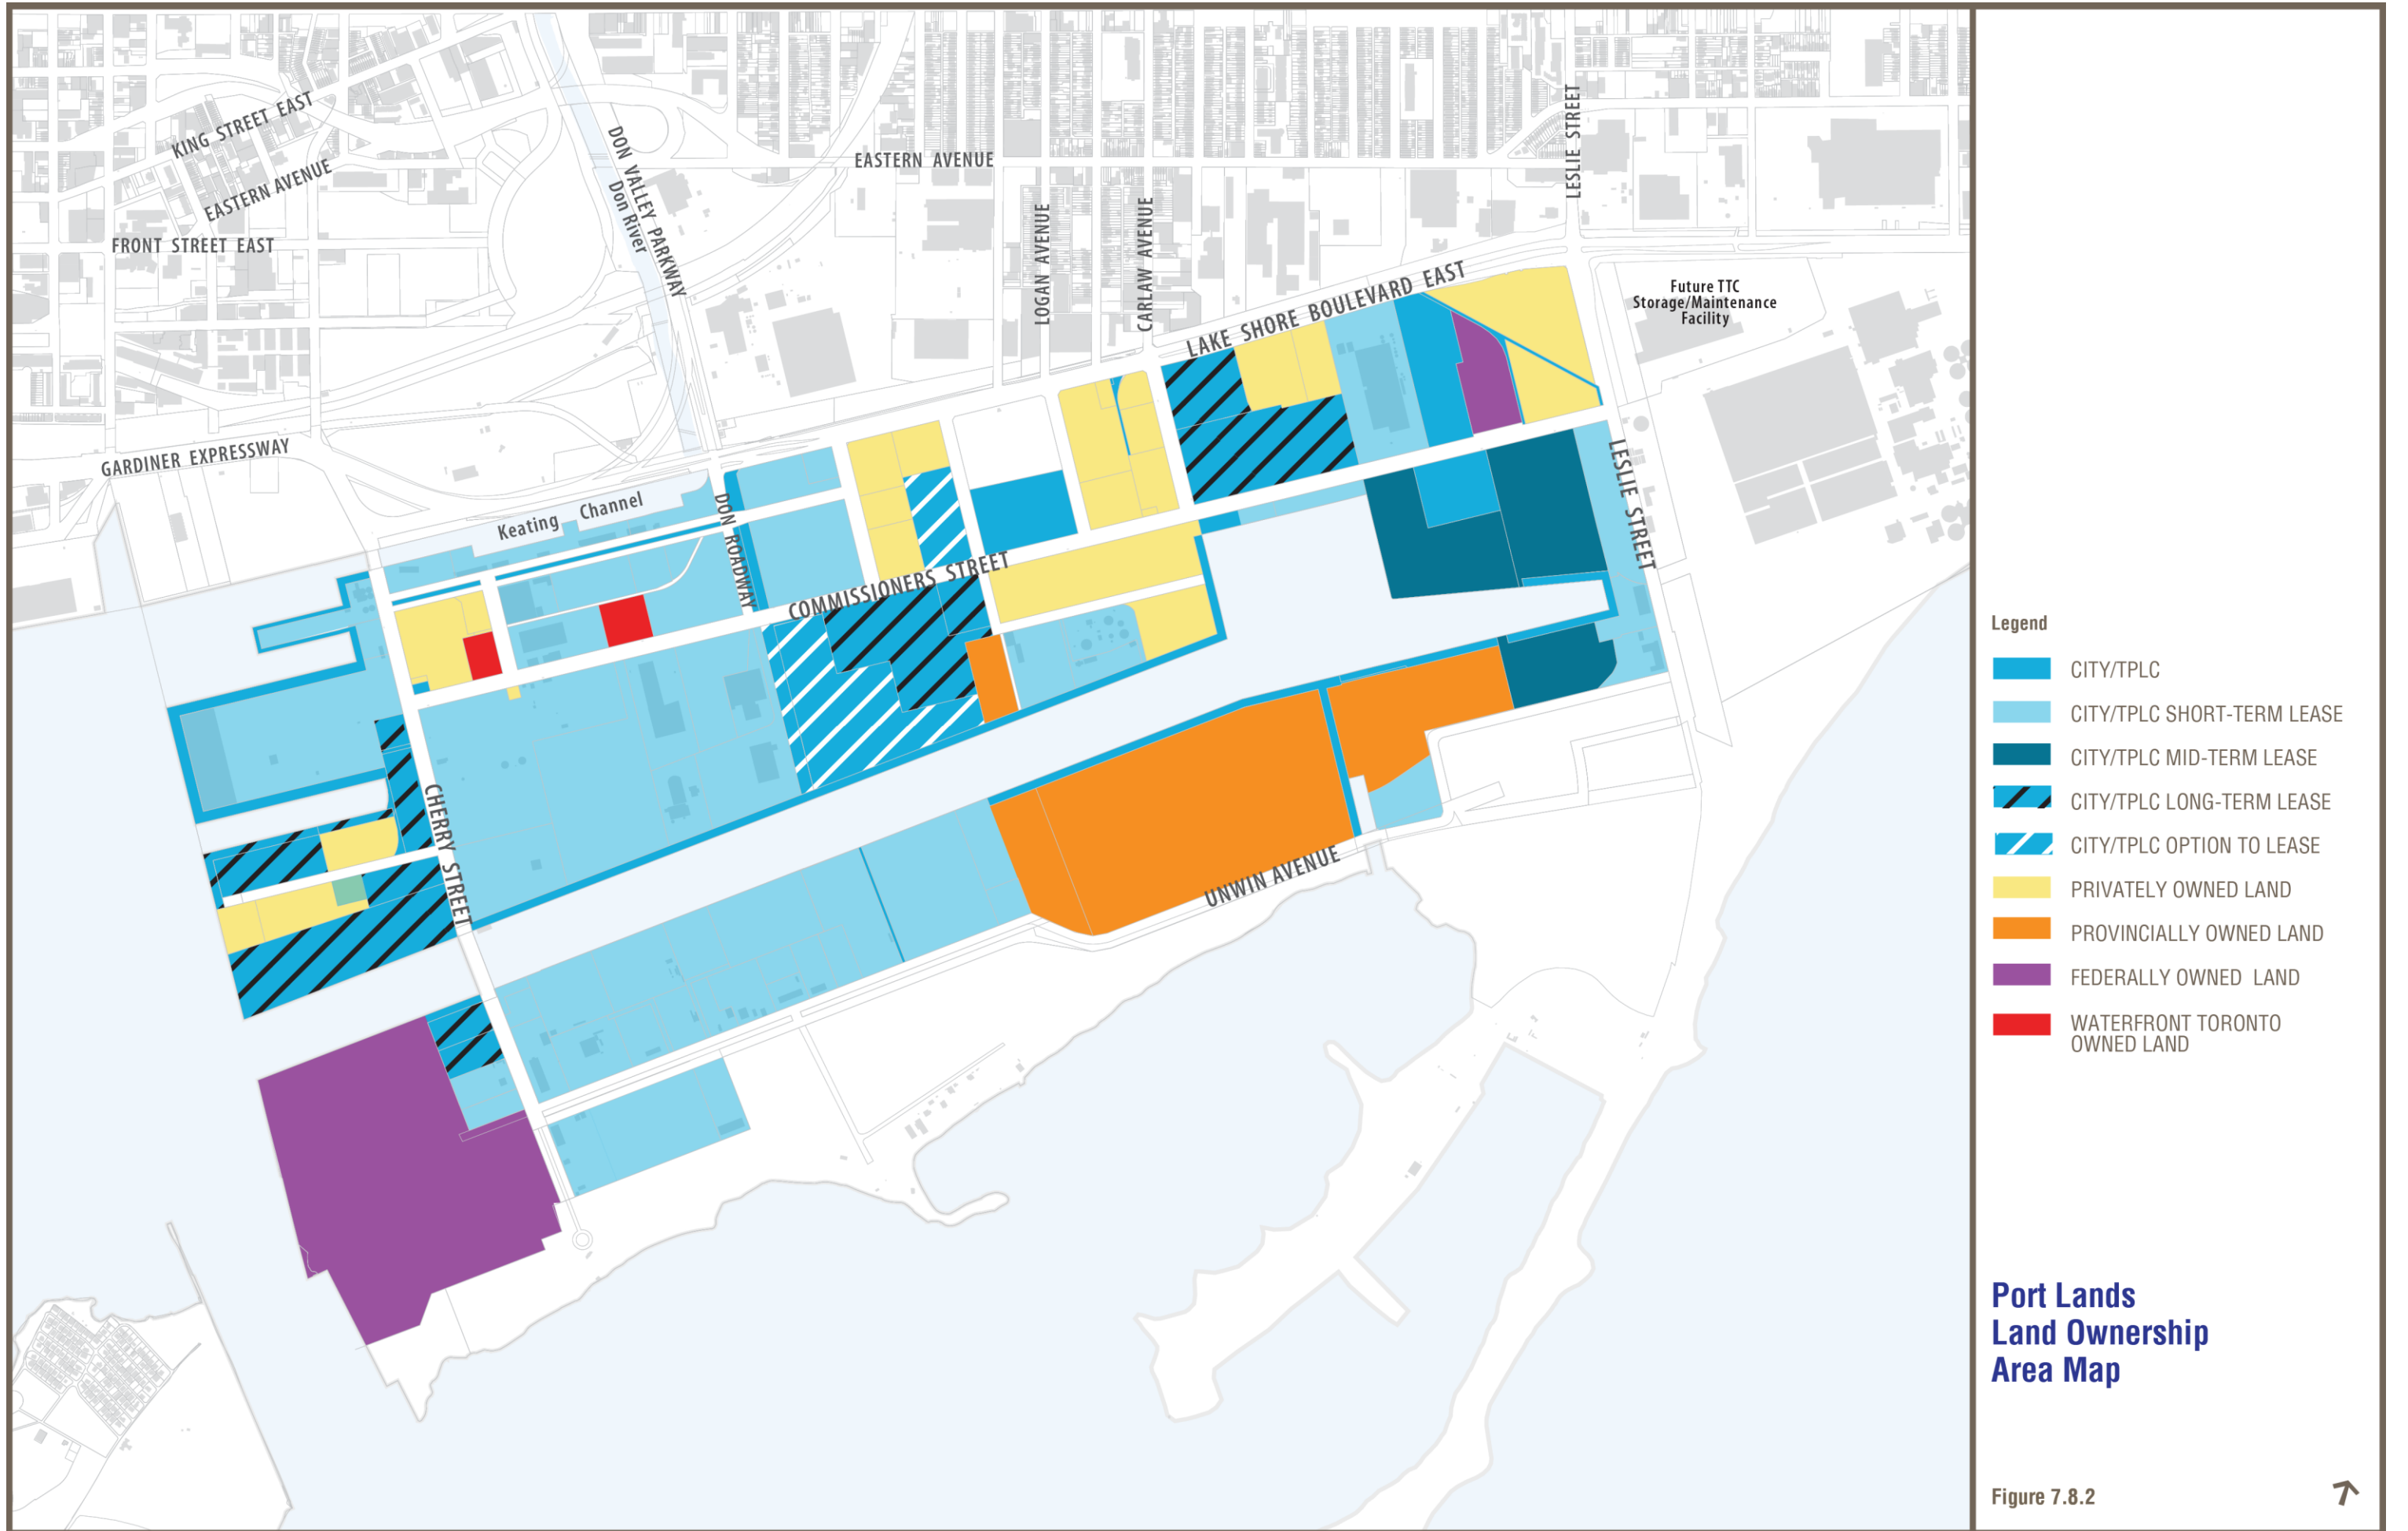 KING STREET EAST
EASTERN AVENUE
FRONT STREET EAST
DON VALLEY PARKWAY
Don River
EASTERN AVENUE
LOGAN AVENUE
CARLAW AVENUE
LESLIE STREET
LAKE SHORE BOULEVARD EAST
Future TTC
Storage/Maintenance
Facility
GARDINER EXPRESSWAY
Keating Channel
DON ROADWAY
COMMISSIONERS STREET
LESLIE STREET
CHERRY STREET
UNWIN AVENUE
Legend
CITY/TPLC
CITY/TPLC SHORT-TERM LEASE
CITY/TPLC MID-TERM LEASE
CITY/TPLC LONG-TERM LEASE
CITY/TPLC OPTION TO LEASE
PRIVATELY OWNED LAND
PROVINCIALLY OWNED LAND
FEDERALLY OWNED LAND
WATERFRONT TORONTO
OWNED LAND
Port Lands
Land Ownership
Area Map
Figure 7.8.2